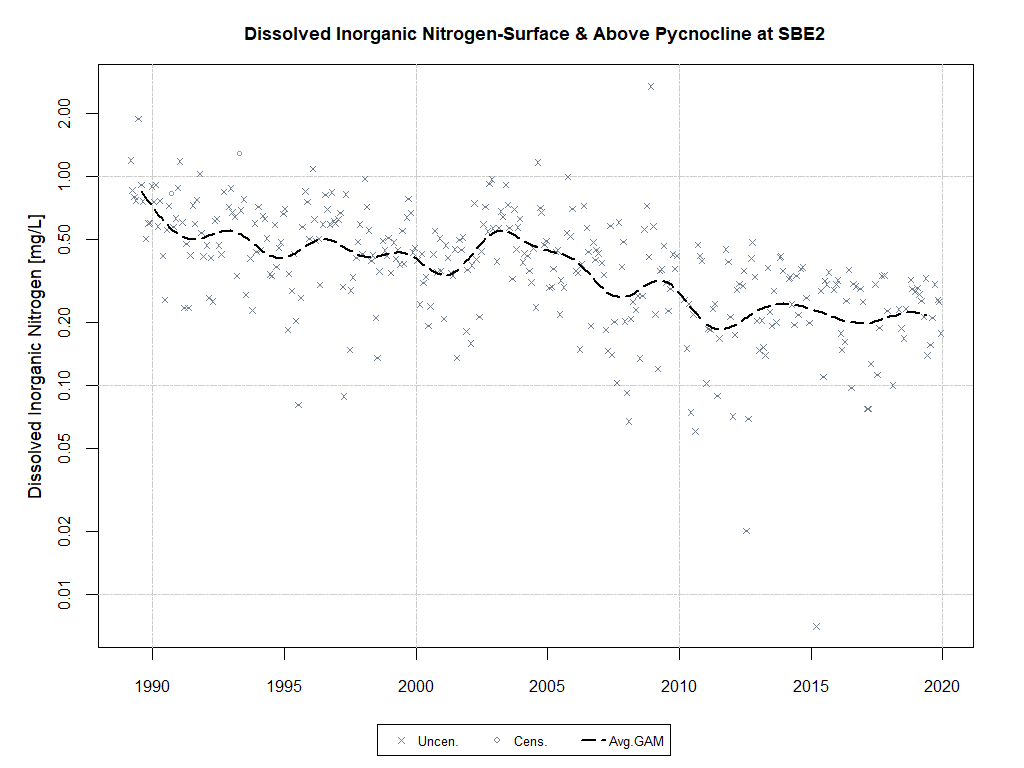 Dissolved Inorganic Nitrogen-Surface & Above Pycnocline at SBE2
Dissolved Inorganic Nitrogen [mg/L]
2.00
1.00
0.50
0.20
0.10
0.05
0.02
0.01
1990 1995 2000 2005 2010 2015 2020
Uncen. Cens. Avg.GAM